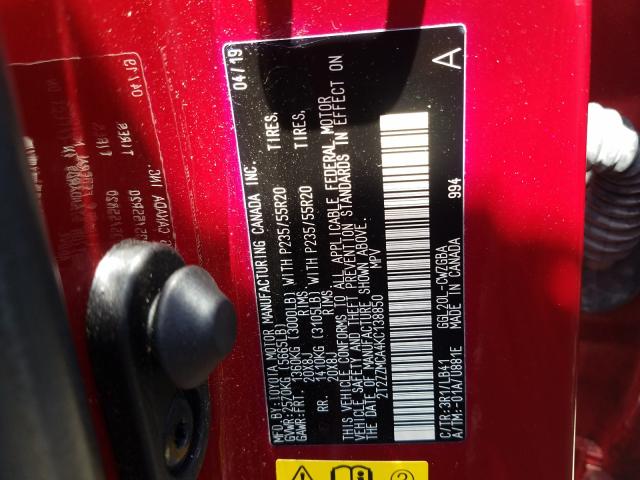 MFD.BY:TOYOTA MOTOR MANUFACTURING CANADA INC. 04/19
GVWR:2570KG (5665LB)
GAWR:FRT. 1360KG (3000LB) WITH P235/55R20 TIRES,
20X8J RIMS
RR. 1410KG (3105LB) WITH P235/55R20 TIRES,
20X8J RIMS
THIS VEHICLE CONFORMS TO ALL APPLICABLE FEDERAL MOTOR
VEHICLE SAFETY AND THEFT PREVENTION STANDARDS IN EFFECT ON
THE DATE OF MANUFACTURE SHOWN ABOVE.
2T2ZZMCA4KC138850 MPV
C/TR:3R1/LB41 GGL20L-CWZGBA
A/TM:-01A/U881E 994 A